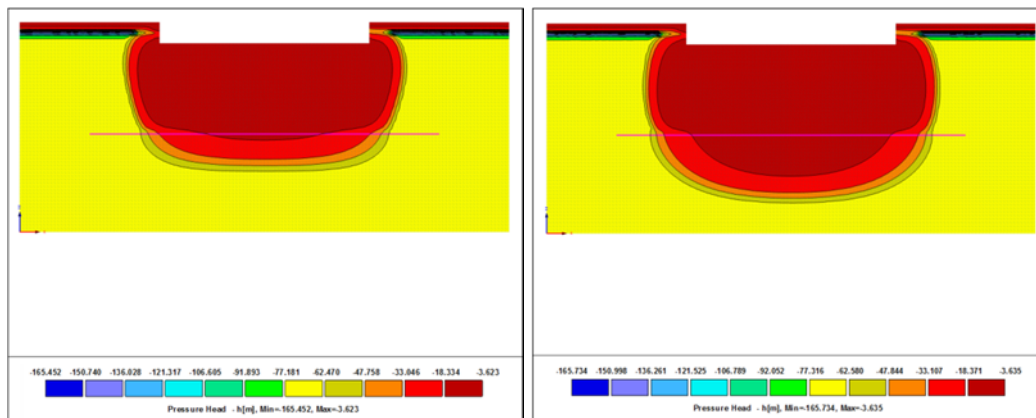 -165.452 -150.740 -136.028 -121.317 -106.605 -91.893 -77.181 -62.470 -47.758 -33.046 -18.334 -3.623
Pressure Head - h[m], Min=-165.452, Max=-3.623
-165.734 -150.998 -136.261 -121.525 -106.789 -92.052 -77.316 -62.580 -47.844 -33.107 -18.371 -3.635
Pressure Head - h[m], Min=-165.734, Max=-3.635